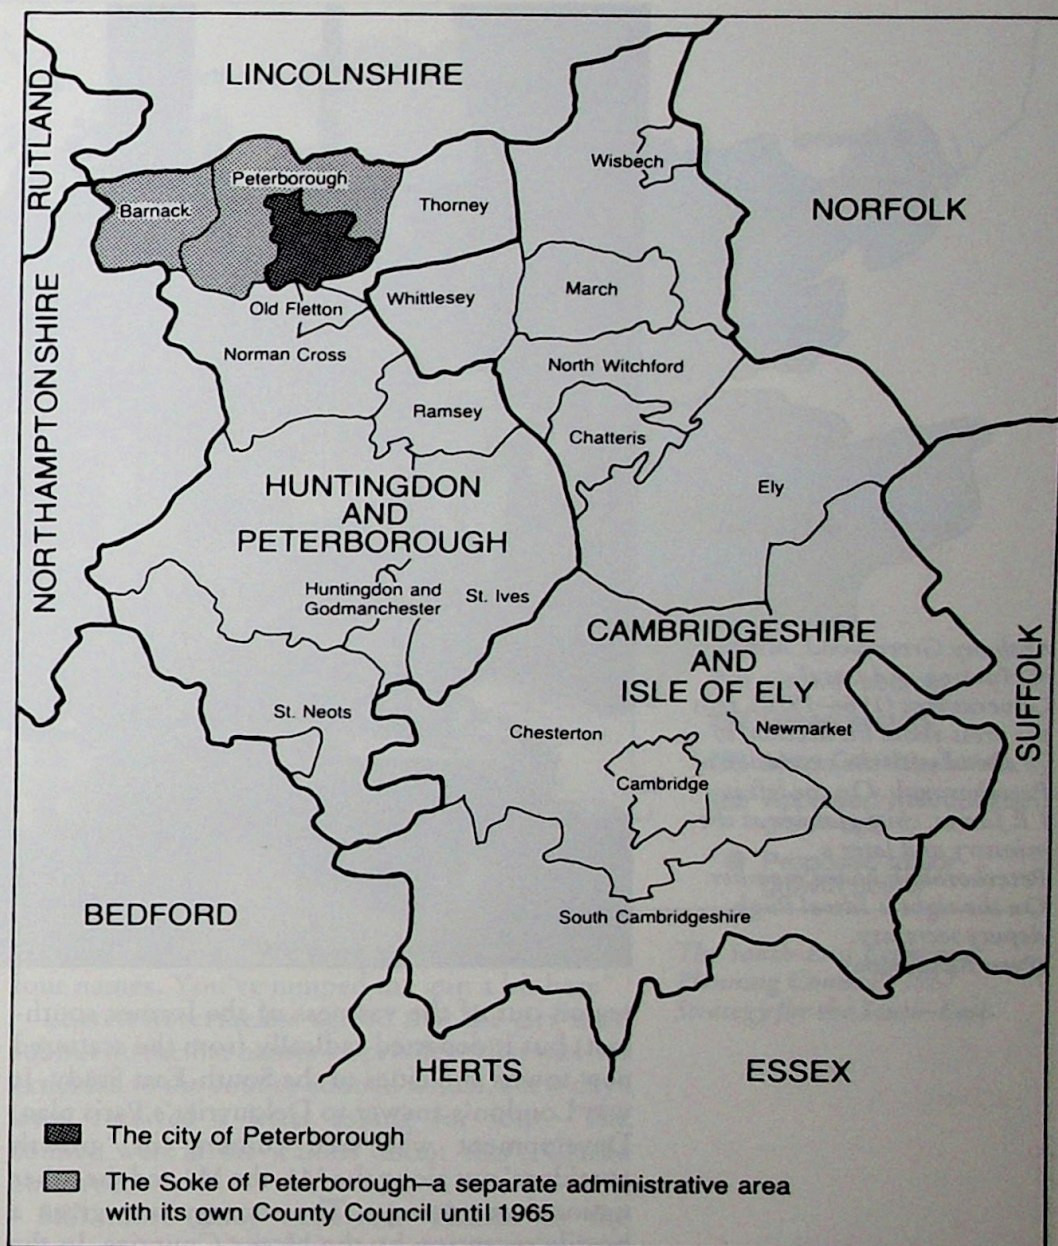 LINCOLNSHIRE
RUTLAND
Wisbech
Peterborough
Barnack
Thorney
NORFOLK
NORTHAMPTONSHIRE
Old Fletton
Whittlesey
March
Norman Cross
North Witchford
Ramsey
Chatteris
HUNTINGDON
AND
PETERBOROUGH
Ely
Huntingdon and
Godmanchester
St. Ives
CAMBRIDGESHIRE
AND
ISLE OF ELY
SUFFOLK
St. Neots
Chesterton
Newmarket
Cambridge
BEDFORD
South Cambridgeshire
HERTS
ESSEX
The city of Peterborough
The Soke of Peterborough–a separate administrative area
with its own County Council until 1965